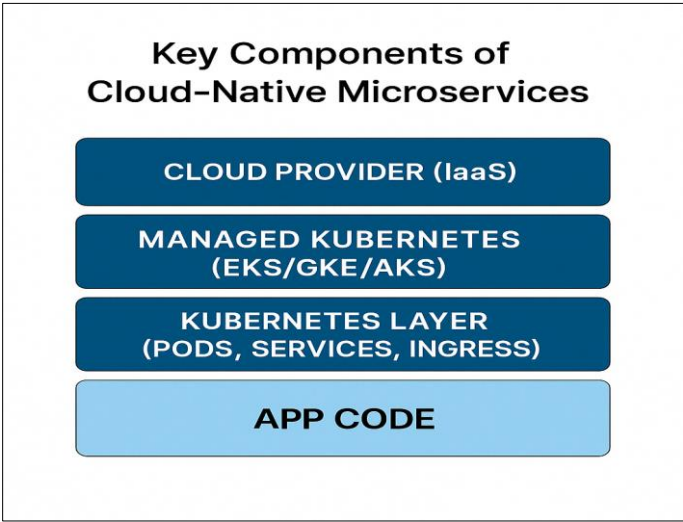 Key Components of
Cloud-Native Microservices
CLOUD PROVIDER (IaaS)
MANAGED KUBERNETES
(EKS/GKE/AKS)
KUBERNETES LAYER
(PODS, SERVICES, INGRESS)
APP CODE